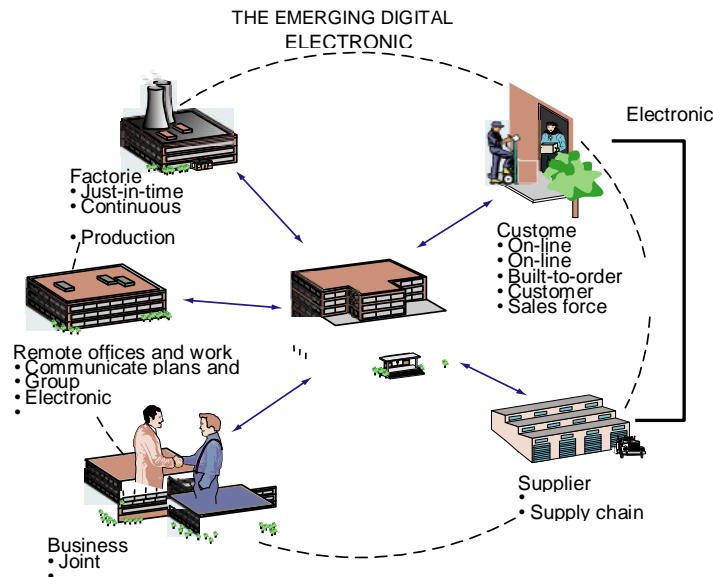 THE EMERGING DIGITAL
ELECTRONIC
Electronic
Factorie
• Just-in-time
• Continuous
• Production
Custome
• On-line
• On-line
• Built-to-order
• Customer
• Sales force
Remote offices and work
• Communicate plans and
• Group
• Electronic
•
Supplier
•
• Supply chain
Business
• Joint
•